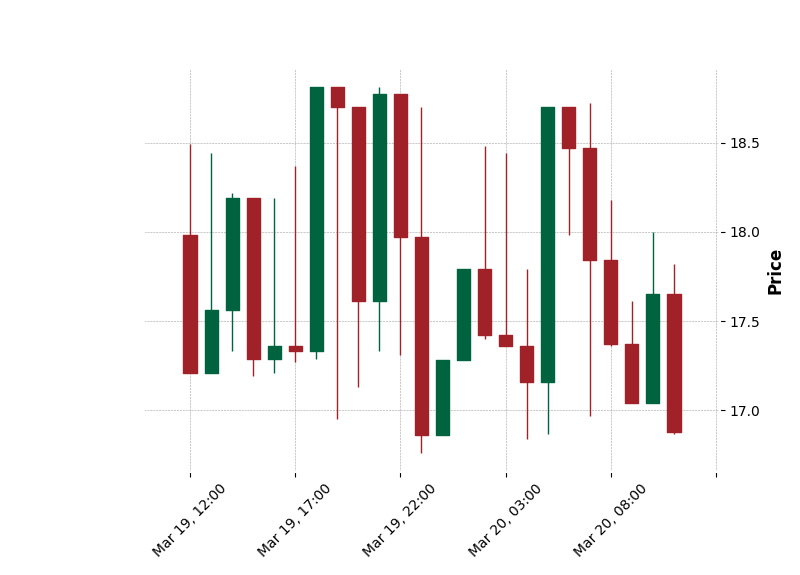 18.5
18.0
Price
17.5
17.0
Mar 19, 12:00
Mar 19, 17:00
Mar 19, 22:00
Mar 20, 03:00
Mar 20, 08:00